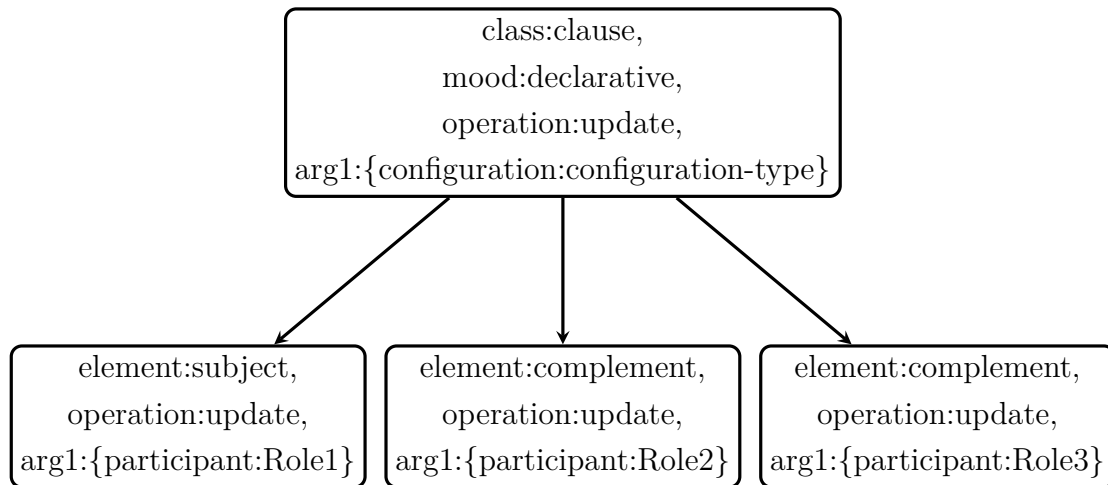 class:clause,
mood:declarative,
operation:update,
arg1:{configuration:configuration-type}
element:subject,
operation:update,
arg1:{participant:Role1}
element:complement,
operation:update,
arg1:{participant:Role2}
element:complement,
operation:update,
arg1:{participant:Role3}